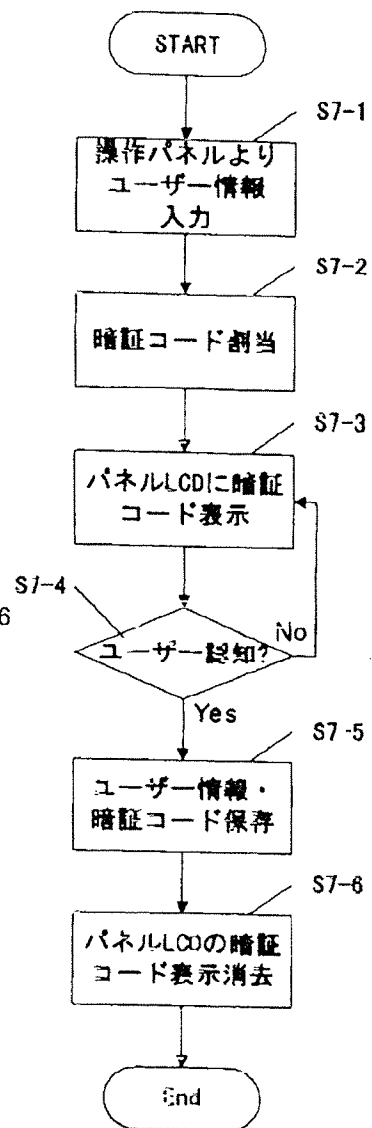 START
S7-1
操作パネルより
ユーザー情報
入力
S7-2
暗証コード割当
S7-3
パネルLCDに暗証
コード表示
S7-4
6
ユーザー認知?
No
Yes
S7-5
ユーザー情報・
暗証コード保存
S7-6
パネルLCDの暗証
コード表示消去
End